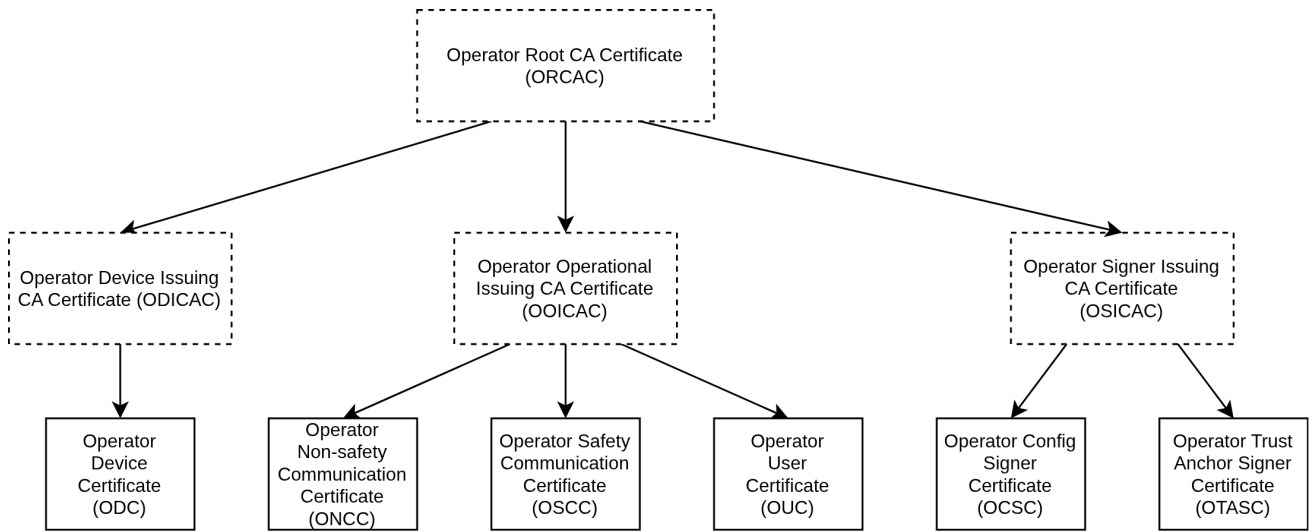 Operator Root CA Certificate
(ORCAC)
Operator Device Issuing
CA Certificate (ODICAC)
Operator Operational
Issuing CA Certificate
(OOICAC)
Operator Signer Issuing
CA Certificate
(OSICAC)
Operator
Device
Certificate
(ODC)
Operator
Non-safety
Communication
Certificate
(ONCC)
Operator Safety
Communication
Certificate
(OSCC)
Operator
User
Certificate
(OUC)
Operator Config
Signer
Certificate
(OCSC)
Operator Trust
Anchor Signer
Certificate
(OTASC)